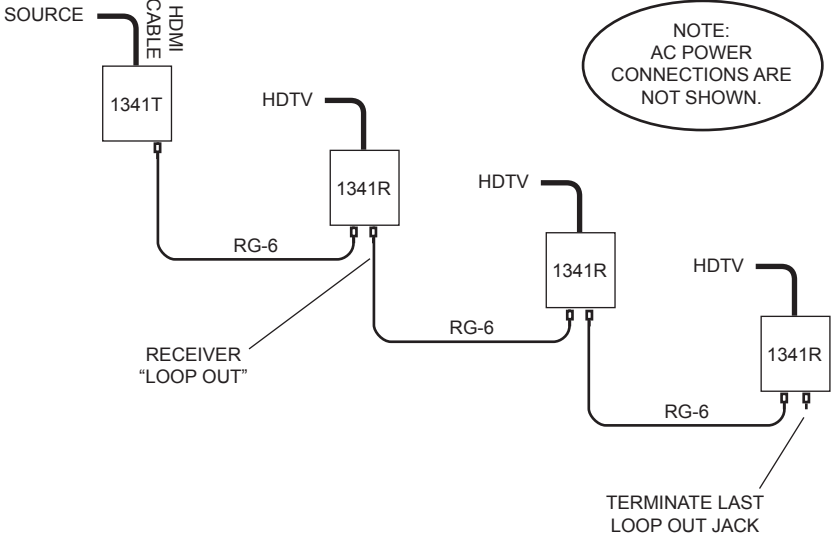 SOURCE
HDMI
CABLE
NOTE:
AC POWER
CONNECTIONS ARE
NOT SHOWN.
1341T
HDTV
1341R
HDTV
RG-6
1341R
HDTV
RG-6
RECEIVER
“LOOP OUT”
1341R
RG-6
TERMINATE LAST
LOOP OUT JACK